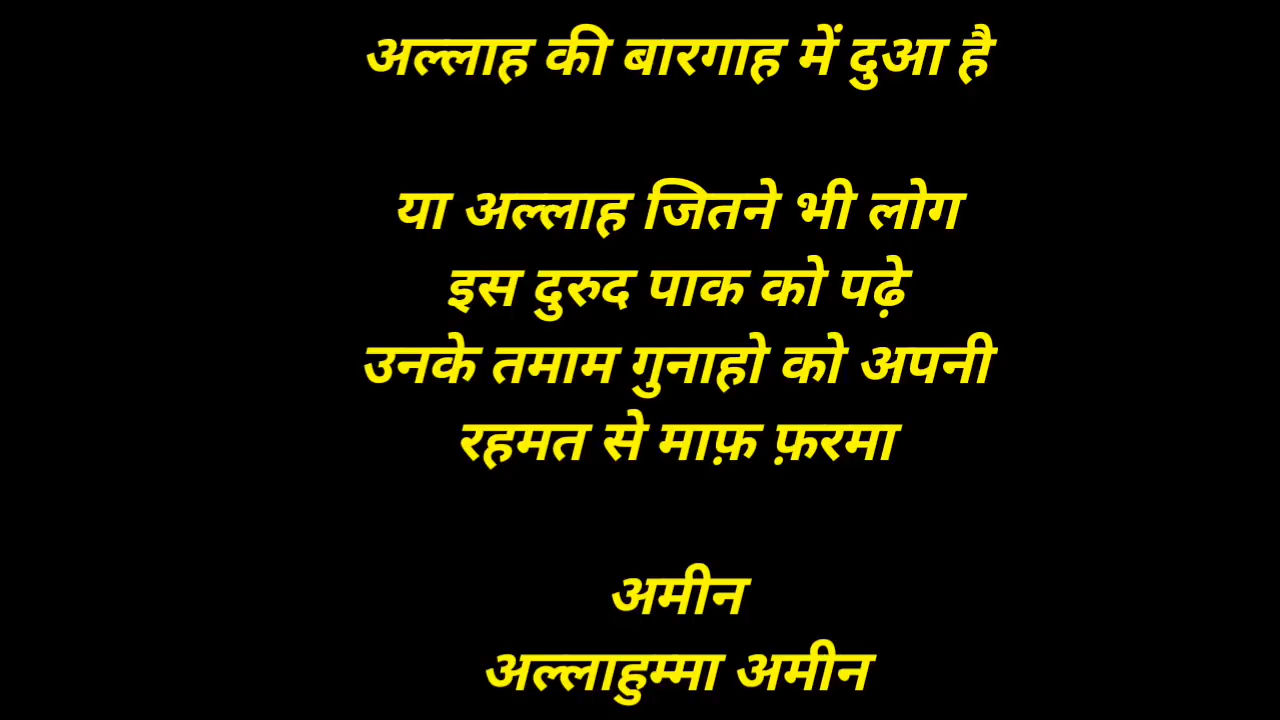 अल्लाह की बारगाह में दुआ है
या अल्लाह जितने भी लोग
इस दुरुद पाक को पढ़े
उनके तमाम गुनाहो को अपनी
रहमत से माफ़ फ़रमा
अमीन
अल्लाहुम्मा अमीन